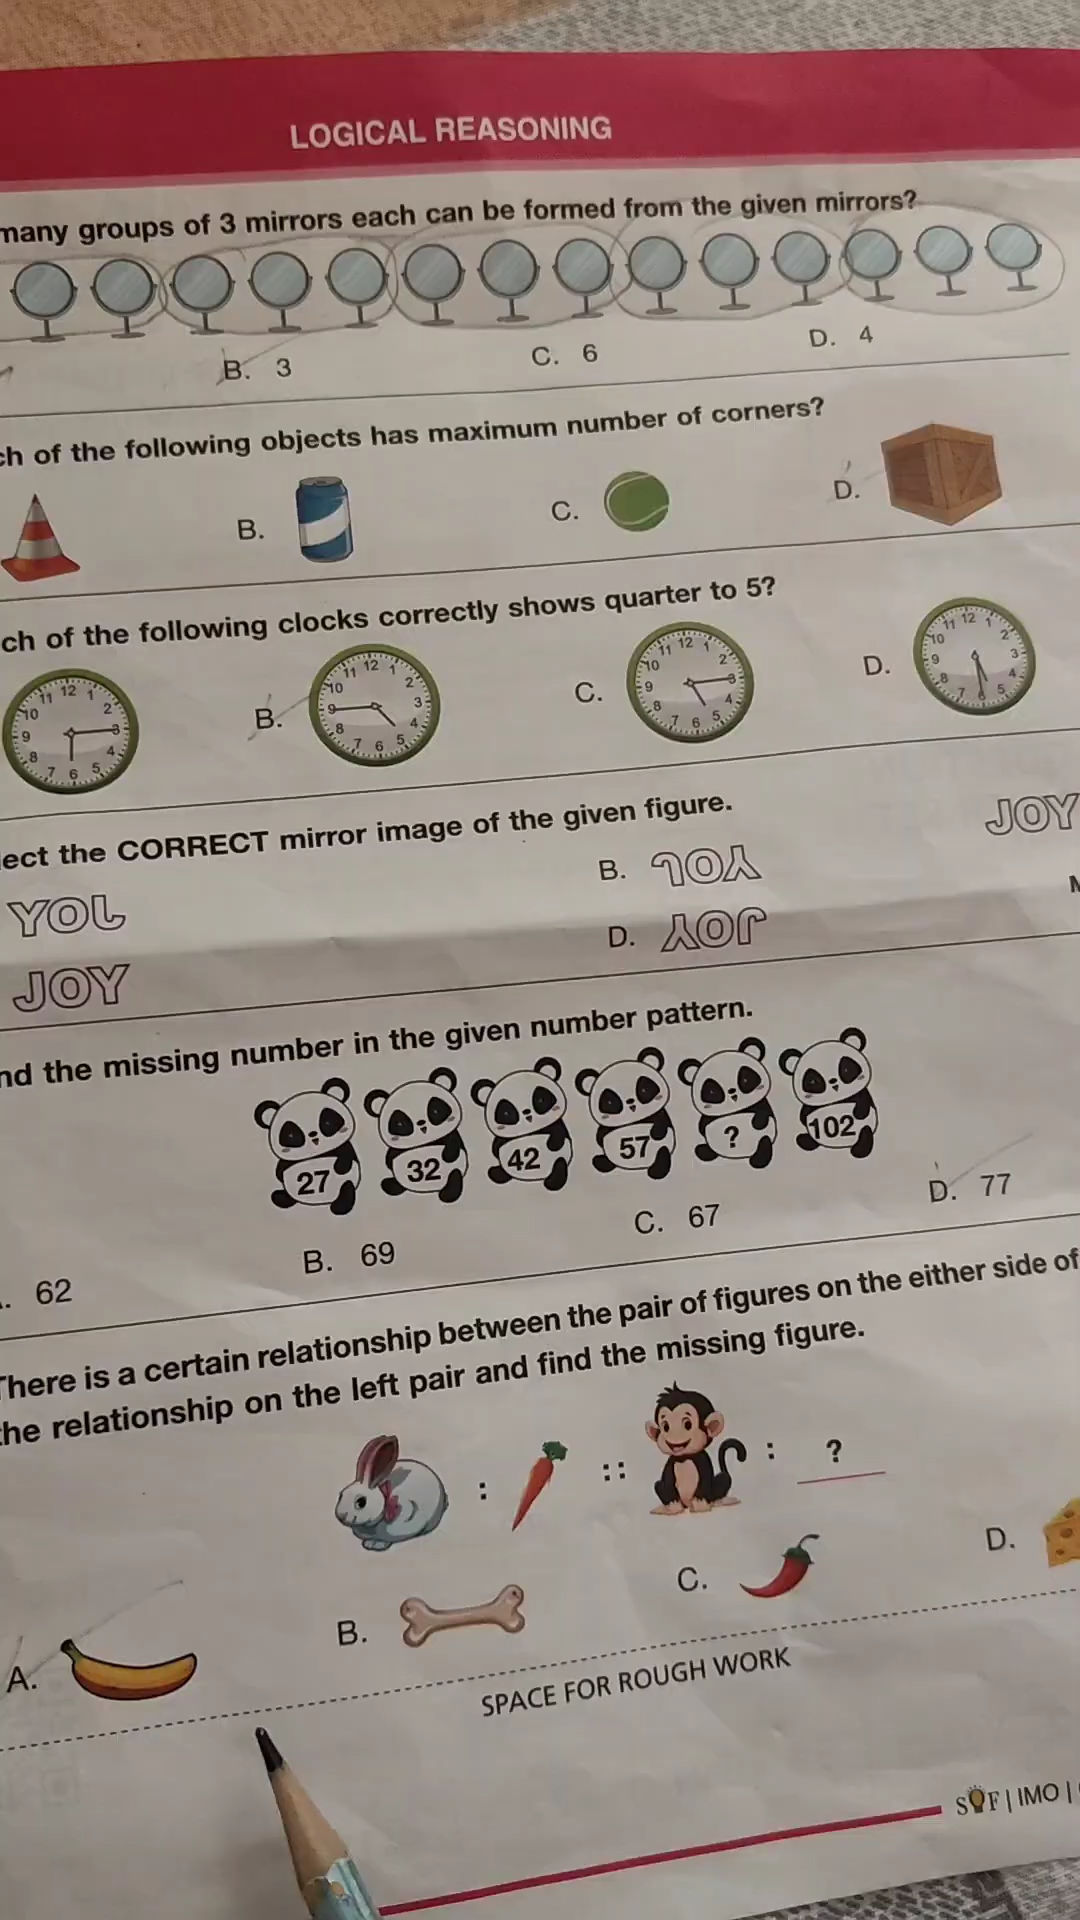 LOGICAL REASONING
many groups of 3 mirrors each can be formed from the given mirrors?
B. 3 C. 6 D. 4
ch of the following objects has maximum number of corners?
B. C. D.
ch of the following clocks correctly shows quarter to 5?
B. C. D.
lect the CORRECT mirror image of the given figure.
JOY
B.
D.
JOY
nd the missing number in the given number pattern.
27 32 42 57 ? 102
. 62 B. 69 C. 67 D. 77
There is a certain relationship between the pair of figures on the either side of
the relationship on the left pair and find the missing figure.
: :: : ?
A. B. C. D.
SPACE FOR ROUGH WORK
SOF | IMO |